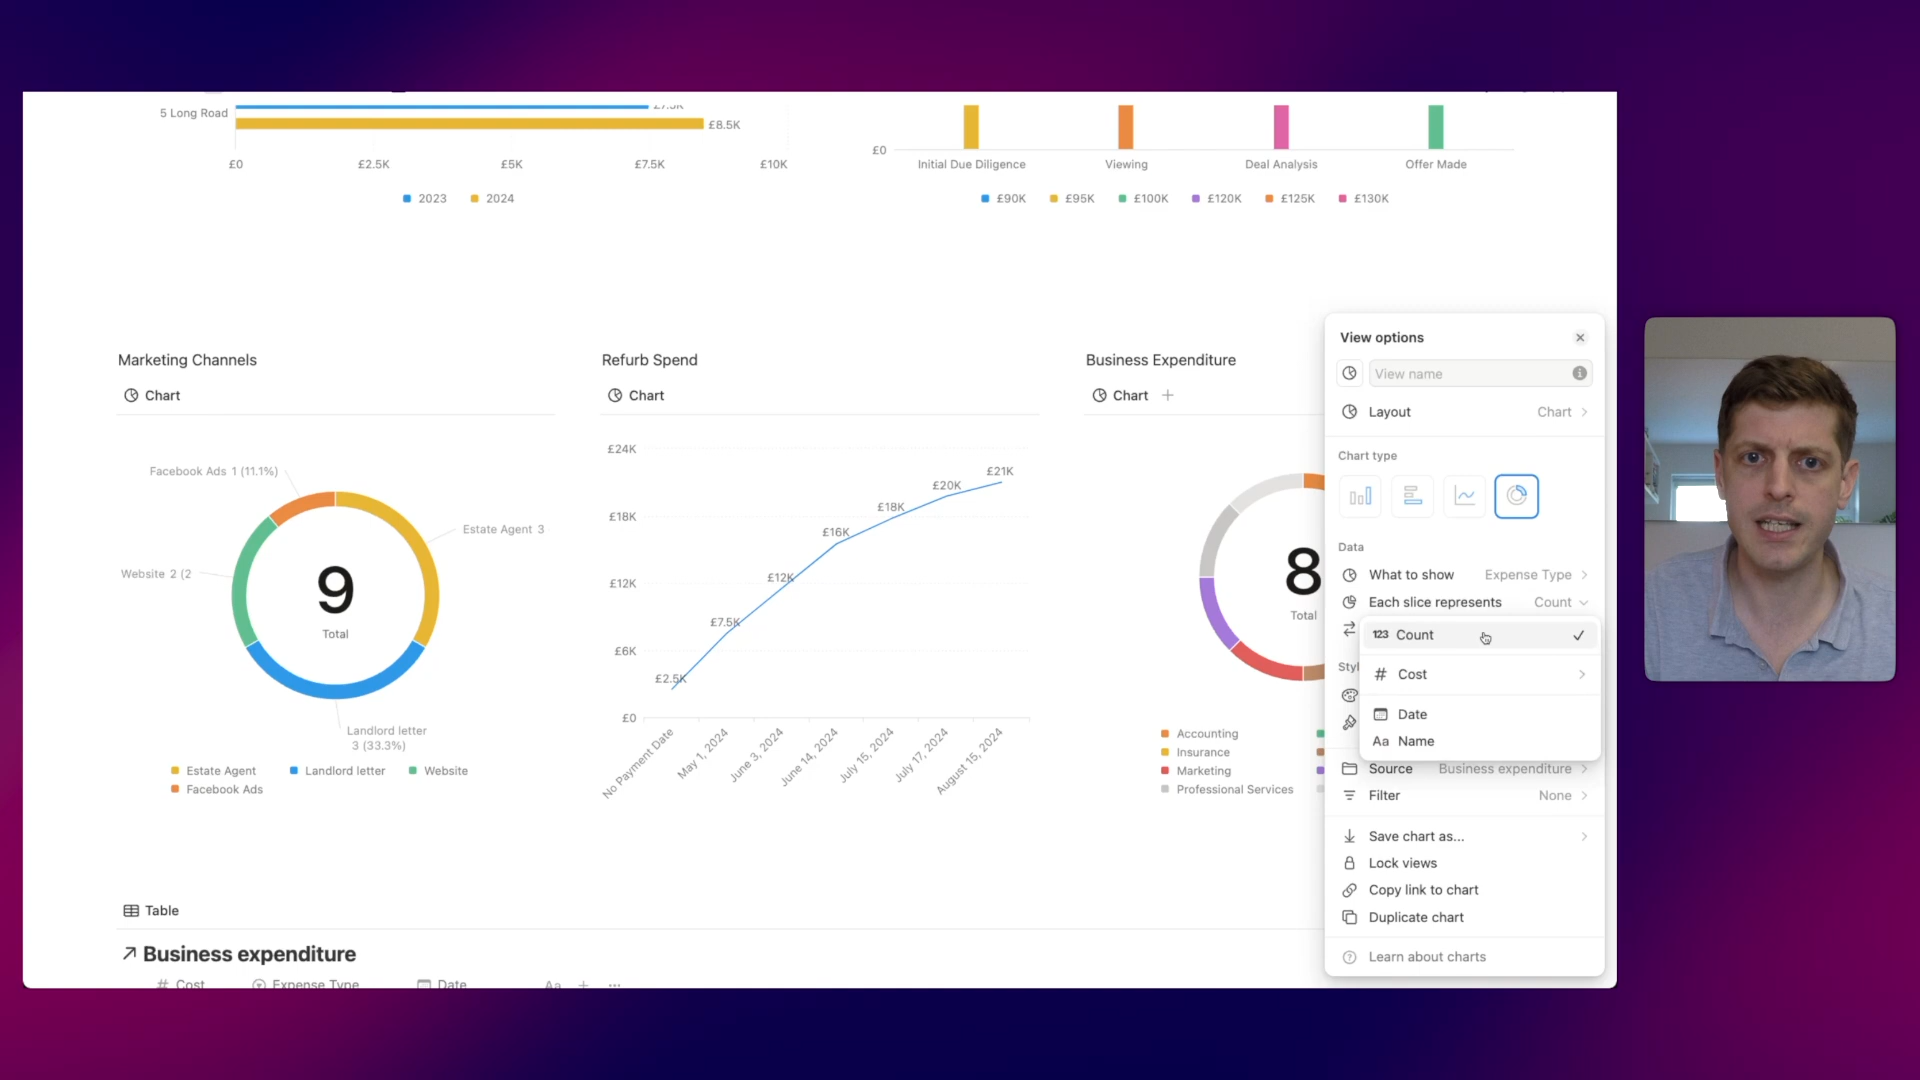 5 Long Road
£8.5K
£0
£2.5K
£5K
£7.5K
£10K
2023
2024
£0
Initial Due Diligence
Viewing
Deal Analysis
Offer Made
£90K
£95K
£100K
£120K
£125K
£130K
Marketing Channels
Chart
Facebook Ads 1 (11.1%)
Estate Agent 3
Website 2 (2
9
Total
Landlord letter
3 (33.3%)
Estate Agent
Landlord letter
Website
Facebook Ads
Refurb Spend
Chart
£24K
£18K
£12K
£6K
£0
£2.5K
£7.5K
£12K
£16K
£18K
£20K
£21K
No Payment Date
May 1, 2024
June 3, 2024
June 14, 2024
July 15, 2024
July 17, 2024
August 15, 2024
Business Expenditure
Chart
8
Total
Accounting
Insurance
Marketing
Professional Services
View options
View name
Layout Chart
Chart type
Data
What to show Expense Type
Each slice represents Count
123 Count
# Cost
Date
Aa Name
Styl
Source Business expenditure
Filter None
Save chart as...
Lock views
Copy link to chart
Duplicate chart
Learn about charts
Table
Business expenditure
# Cost
Expense Type
Date
Aa